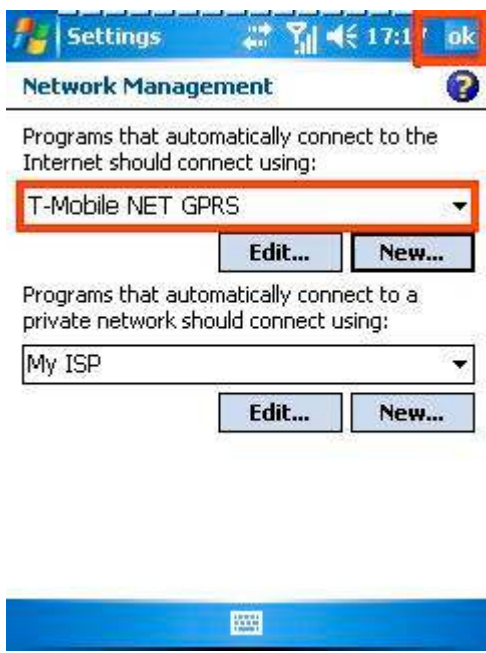 Settings 17:17 ok
Network Management
Programs that automatically connect to the
Internet should connect using:
T-Mobile NET GPRS
Edit... New...
Programs that automatically connect to a
private network should connect using:
My ISP
Edit... New...